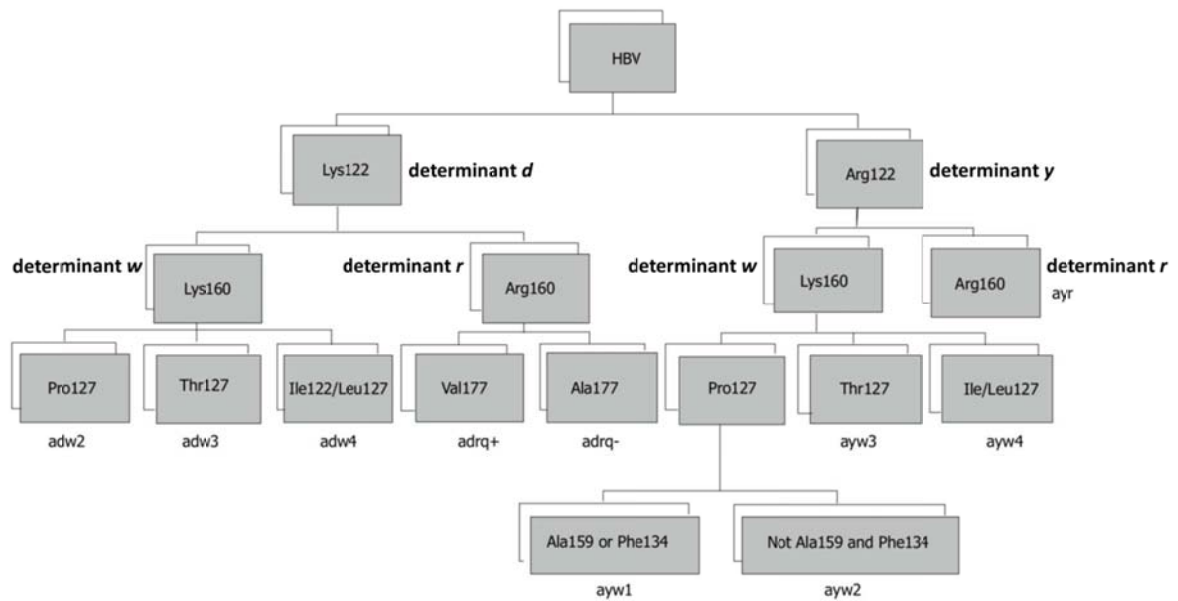 HBV
Lys122
determinant d
Arg122
determinant y
determinant w
Lys160
determinant r
Arg160
determinant w
Lys160
Arg160
determinant r
ayr
Pro127
Thr127
Ile122/Leu127
Val177
Ala177
Pro127
Thr127
Ile/Leu127
adw2
adw3
adw4
adrq+
adrq-
ayw3
ayw4
Ala159 or Phe134
Not Ala159 and Phe134
ayw1
ayw2